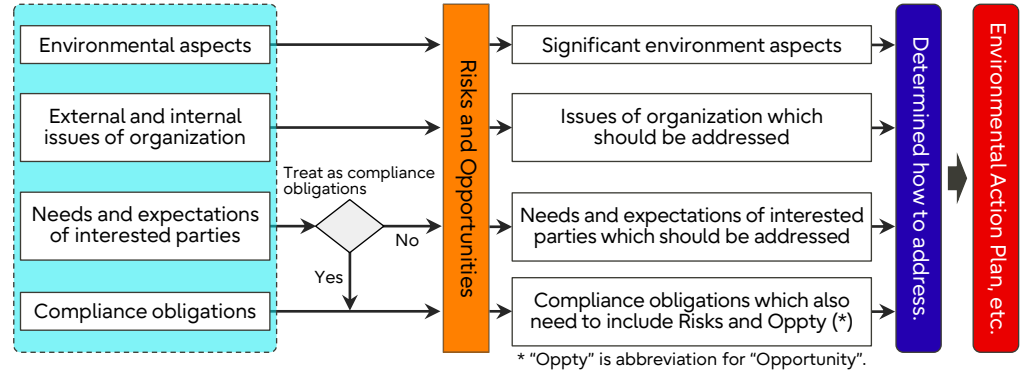 Environmental aspects
External and internal
issues of organization
Needs and expectations
of interested parties
Compliance obligations
Treat as compliance
obligations
No
Yes
Risks and Opportunities
Significant environment aspects
Issues of organization which
should be addressed
Needs and expectations of interested
parties which should be addressed
Compliance obligations which also
need to include Risks and Oppty (*)
* “Oppty” is abbreviation for “Opportunity”.
Determined how to address.
Environmental Action Plan, etc.